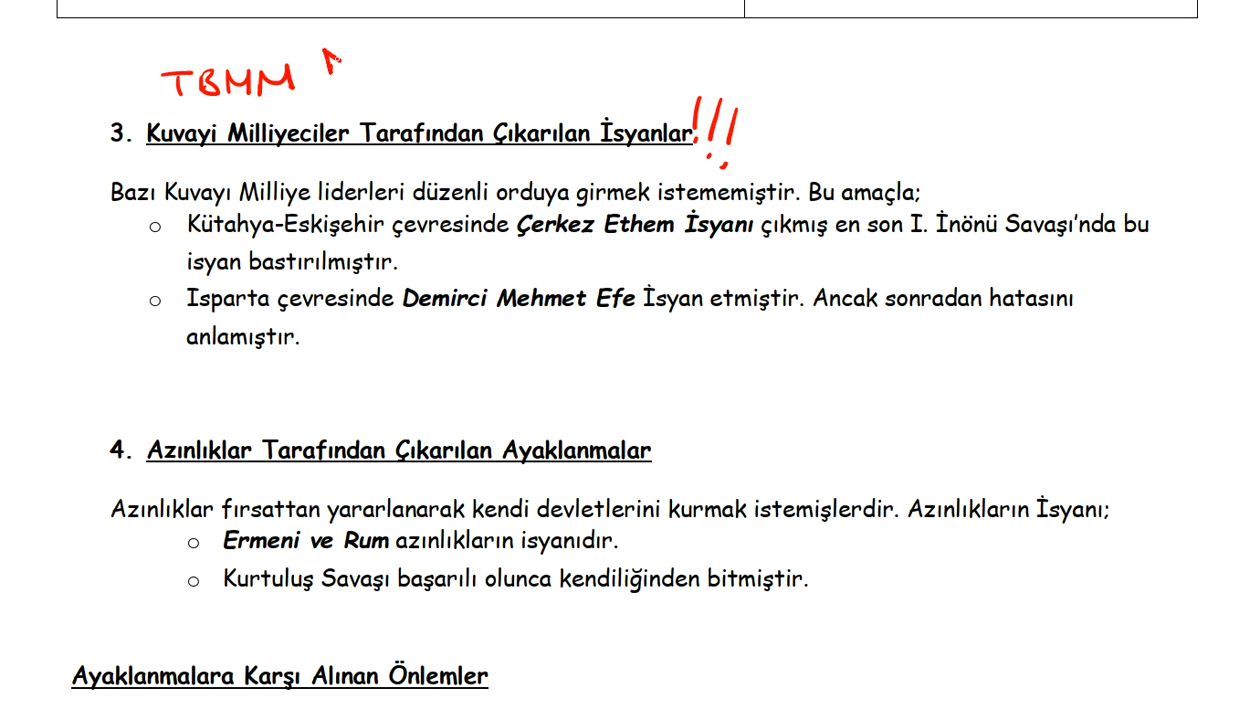 TBMM
3. Kuvayi Milliyeciler Tarafından Çıkarılan İsyanlar!!!
Bazı Kuvayı Milliye liderleri düzenli orduya girmek istememiştir. Bu amaçla;
o Kütahya-Eskişehir çevresinde Çerkez Ethem İsyanı çıkmış en son I. İnönü Savaşı'nda bu
isyan bastırılmıştır.
o Isparta çevresinde Demirci Mehmet Efe İsyan etmiştir. Ancak sonradan hatasını
anlamıştır.
4. Azınlıklar Tarafından Çıkarılan Ayaklanmalar
Azınlıklar fırsattan yararlanarak kendi devletlerini kurmak istemişlerdir. Azınlıkların İsyanı;
o Ermeni ve Rum azınlıkların isyanıdır.
o Kurtuluş Savaşı başarılı olunca kendiliğinden bitmiştir.
Ayaklanmalara Karşı Alınan Önlemler